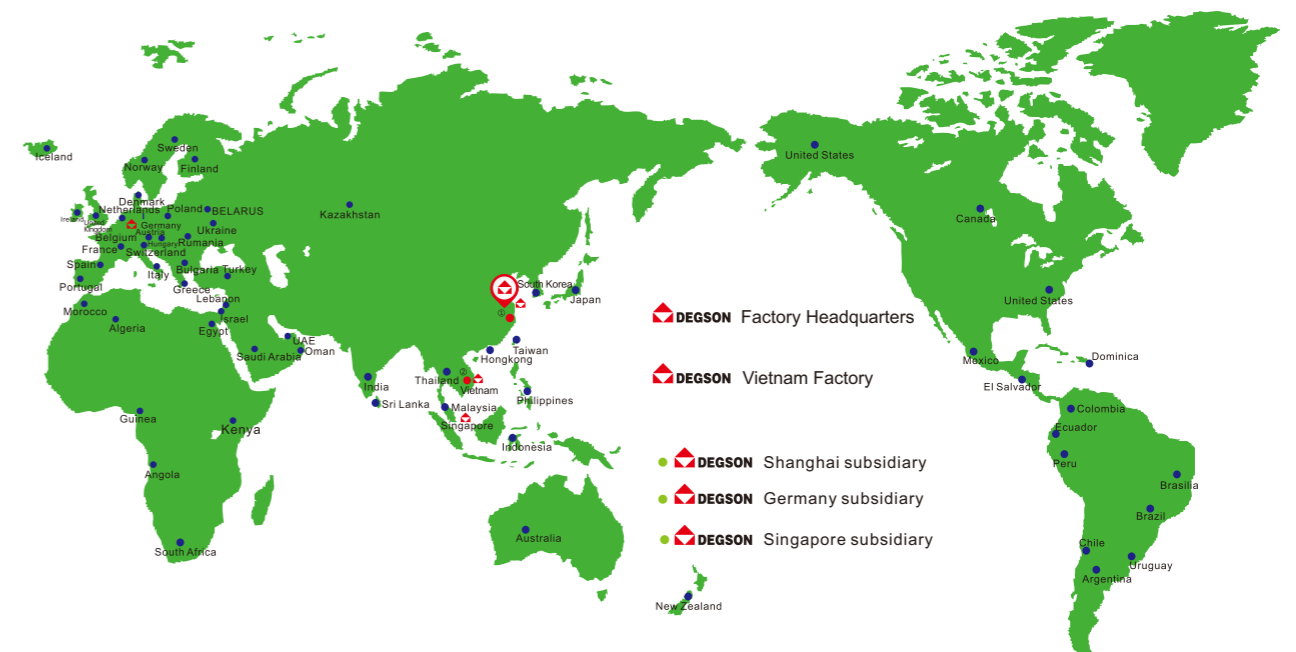 Iceland
Sweden
Norway
Finland
Denmark
Netherlands
Poland
BELARUS
Ireland
United
Kingdom
Germany
Ukraine
Austria
Belgium
Hungary
Rumania
France
Switzerland
Spain
Italy
Bulgaria
Turkey
Portugal
Greece
Lebanon
Morocco
Israel
Algeria
Egypt
UAE
Oman
Saudi Arabia
Kazakhstan
South Korea
Japan
①
Taiwan
Hongkong
②
Thailand
Vietnam
India
Sri Lanka
Malaysia
Philippines
Singapore
Indonesia
Guinea
Kenya
Angola
South Africa
Australia
New Zealand
DEGSON Factory Headquarters
DEGSON Vietnam Factory
DEGSON Shanghai subsidiary
DEGSON Germany subsidiary
DEGSON Singapore subsidiary
United States
Canada
United States
Mexico
Dominica
El Salvador
Colombia
Ecuador
Peru
Brasilia
Brazil
Chile
Uruguay
Argentina